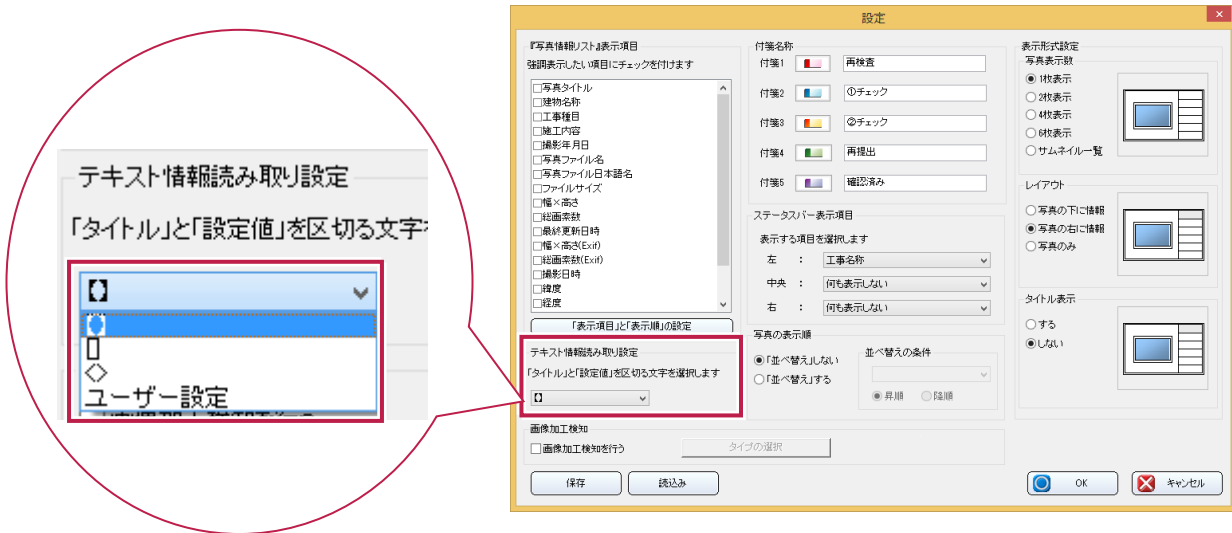 設定
『写真情報リスト』表示項目
強調表示したい項目にチェックを付けます
写真タイトル
建物名称
工事種目
施工内容
撮影年月日
写真ファイル名
写真ファイル日本語名
ファイルサイズ
幅×高さ
総画素数
最終更新日時
幅×高さ(Exif)
総画素数(Exif)
撮影日時
緯度
経度
「表示項目」と「表示順」の設定
テキスト情報読み取り設定
「タイトル」と「設定値」を区切る文字を選択します
【】
画像加工検知
画像加工検知を行う
タイプの選択
保存
読込み
付箋名称
付箋1 再検査
付箋2 ①チェック
付箋3 ②チェック
付箋4 再提出
付箋5 確認済み
ステータスバー表示項目
表示する項目を選択します
左 : 工事名称
中央 : 何も表示しない
右 : 何も表示しない
写真の表示順
「並べ替え」しない
「並べ替え」する
並べ替えの条件
昇順 降順
表示形式設定
写真表示数
1枚表示
2枚表示
4枚表示
6枚表示
サムネイル一覧
レイアウト
写真の下に情報
写真の右に情報
写真のみ
タイトル表示
する
しない
OK
キャンセル
テキスト情報読み取り設定
「タイトル」と「設定値」を区切る文字
【】
【】
[]
<>
ユーザー設定